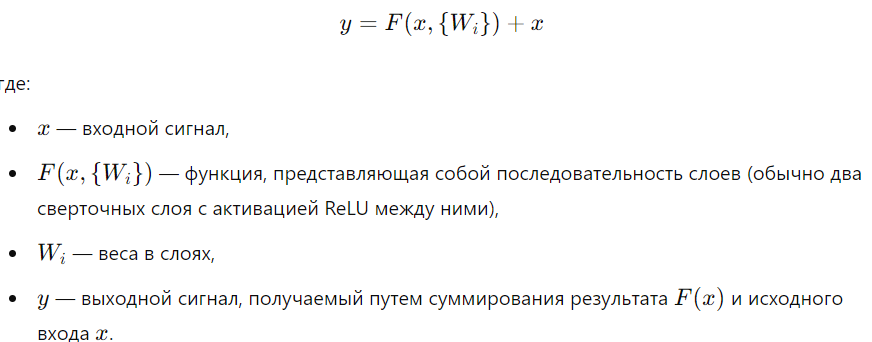 y = F(x, {W_i}) + x
где:
• x — входной сигнал,
• F(x, {W_i}) — функция, представляющая собой последовательность слоев (обычно два
сверточных слоя с активацией ReLU между ними),
• W_i — веса в слоях,
• y — выходной сигнал, получаемый путем суммирования результата F(x) и исходного
входа x.